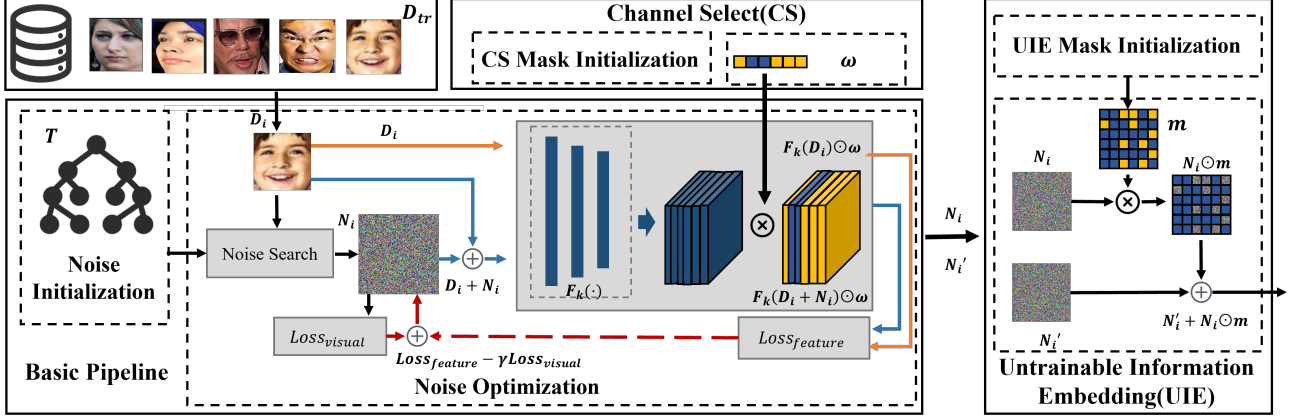 D_tr
Channel Select(CS)
CS Mask Initialization
ω
UIE Mask Initialization
T
Noise
Initialization
D_i
D_i
Noise Search
N_i
D_i + N_i
F_k(·)
F_k(D_i)⊙ω
F_k(D_i + N_i)⊙ω
Loss_visual
Loss_feature − γLoss_visual
Loss_feature
Basic Pipeline
Noise Optimization
N_i
N_i′
m
N_i
N_i⊙m
N_i′
N_i′ + N_i⊙m
Untrainable Information
Embedding(UIE)